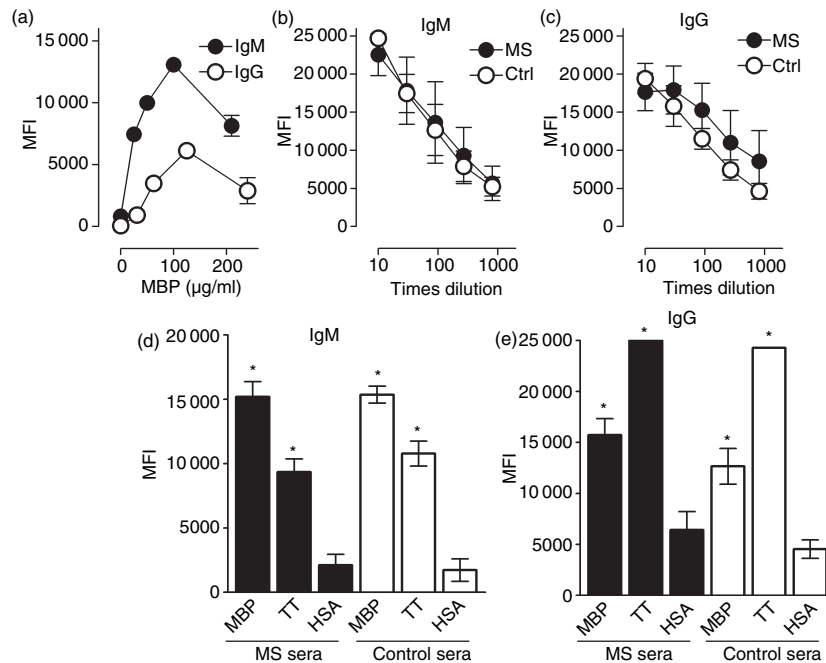 (a)
15 000
10 000
5000
0
MFI
IgM
IgG
0 100 200
MBP (µg/ml)
(b)
IgM
25 000
20 000
15 000
10 000
5000
0
MFI
MS
Ctrl
10 100 1000
Times dilution
(c)
IgG
25 000
20 000
15 000
10 000
5000
0
MFI
MS
Ctrl
10 100 1000
Times dilution
(d)
IgM
20 000
15 000
10 000
5000
0
MFI
* * * *
MBP TT HSA MBP TT HSA
MS sera Control sera
(e)
IgG
25 000
20 000
15 000
10 000
5000
0
MFI
* * * *
MBP TT HSA MBP TT HSA
MS sera Control sera